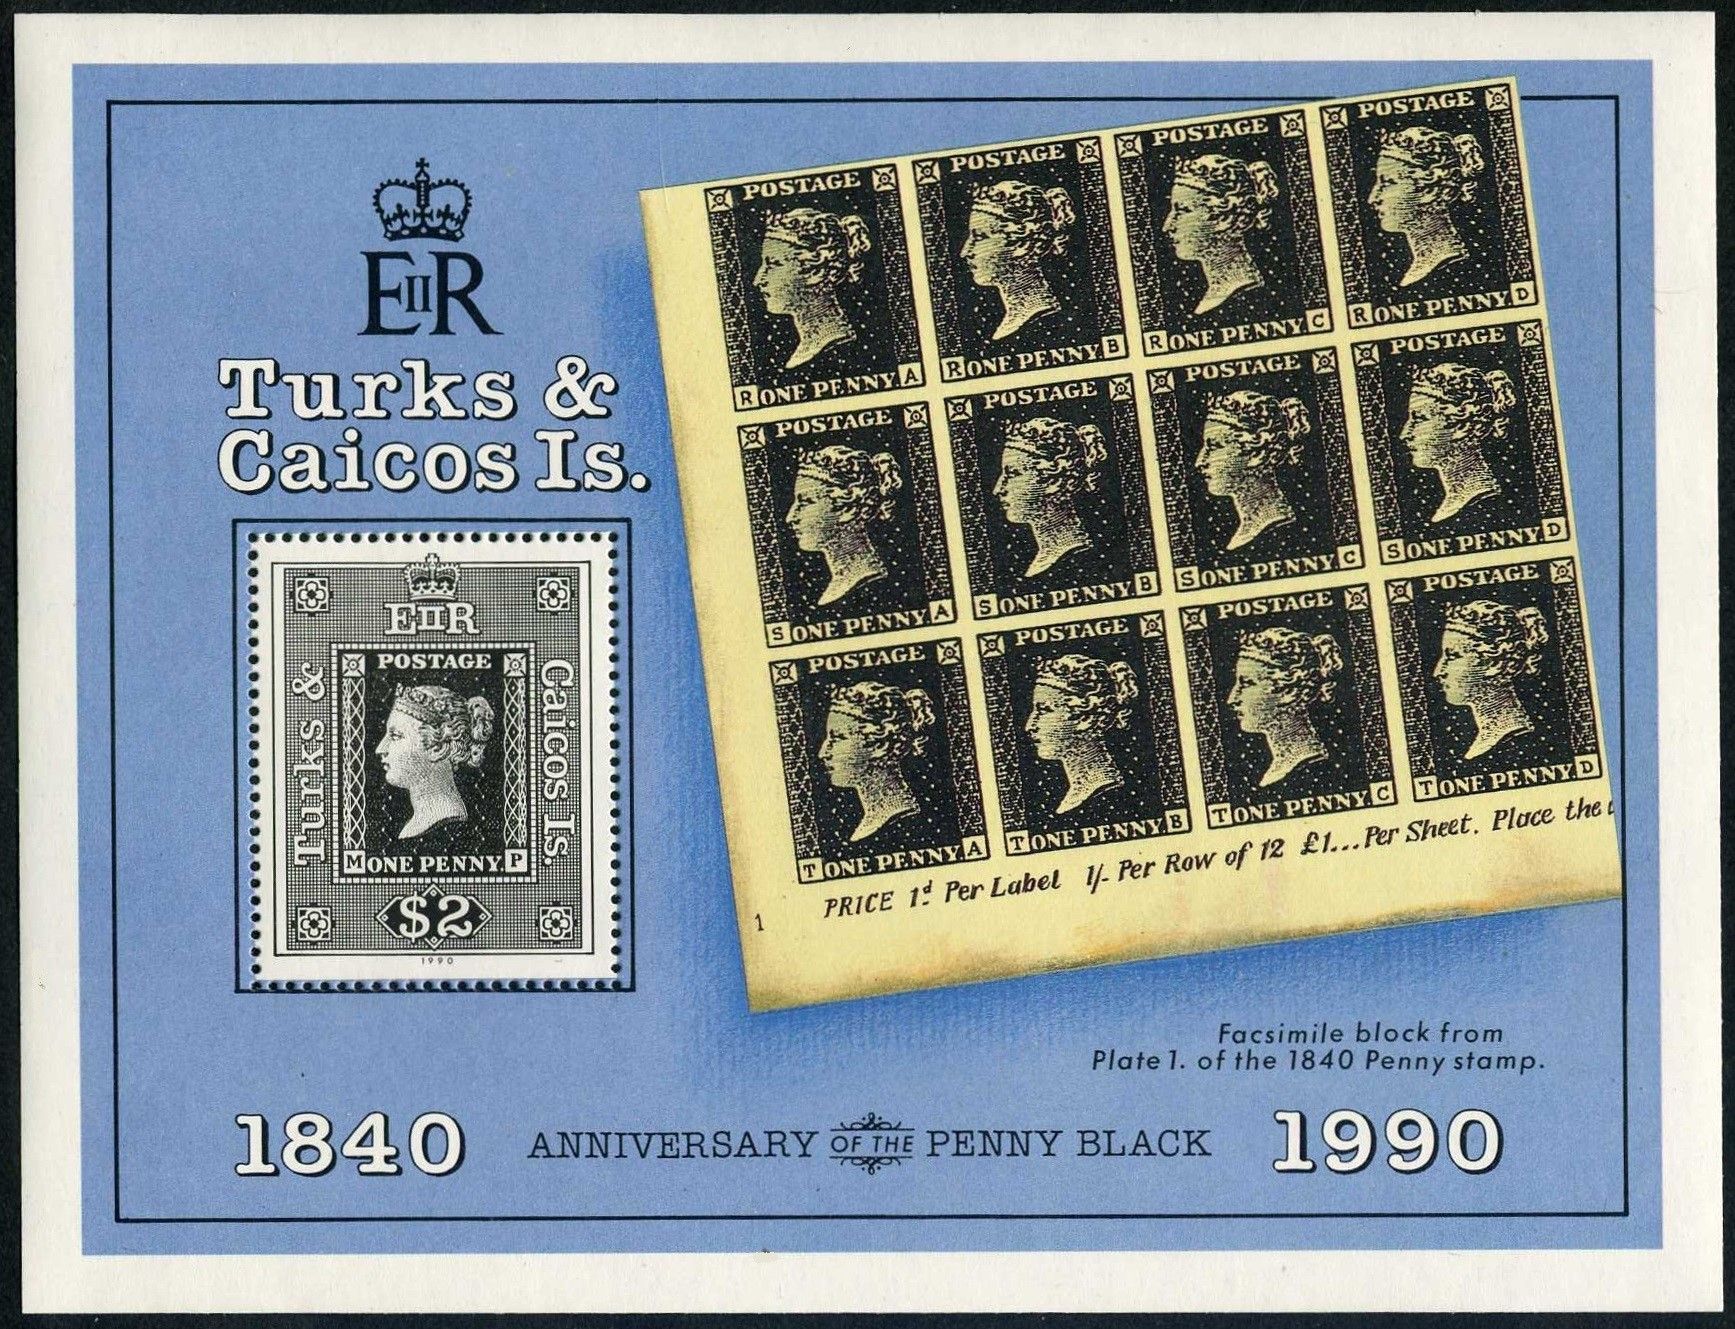 EIIR
Turks &
Caicos Is.
EIIR
Turks &
Caicos Is.
POSTAGE
M ONE PENNY. P
$2
1990
POSTAGE POSTAGE POSTAGE POSTAGE
R ONE PENNY A R ONE PENNY B R ONE PENNY C R ONE PENNY D
POSTAGE POSTAGE POSTAGE POSTAGE
S ONE PENNY A S ONE PENNY B S ONE PENNY C S ONE PENNY D
POSTAGE POSTAGE POSTAGE POSTAGE
T ONE PENNY A T ONE PENNY B T ONE PENNY C T ONE PENNY D
PRICE 1d Per Label 1/- Per Row of 12 £1...Per Sheet. Place the
1
Facsimile block from
Plate 1. of the 1840 Penny stamp.
1840 ANNIVERSARY OF THE PENNY BLACK 1990